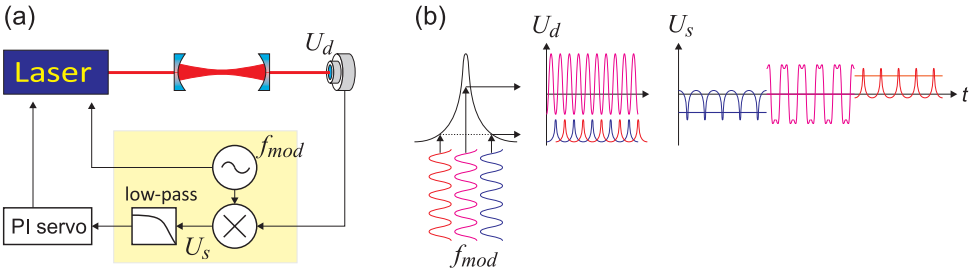 (a)
Laser
U_d
f_mod
low-pass
PI servo
U_s
(b)
U_d
U_s
t
f_mod